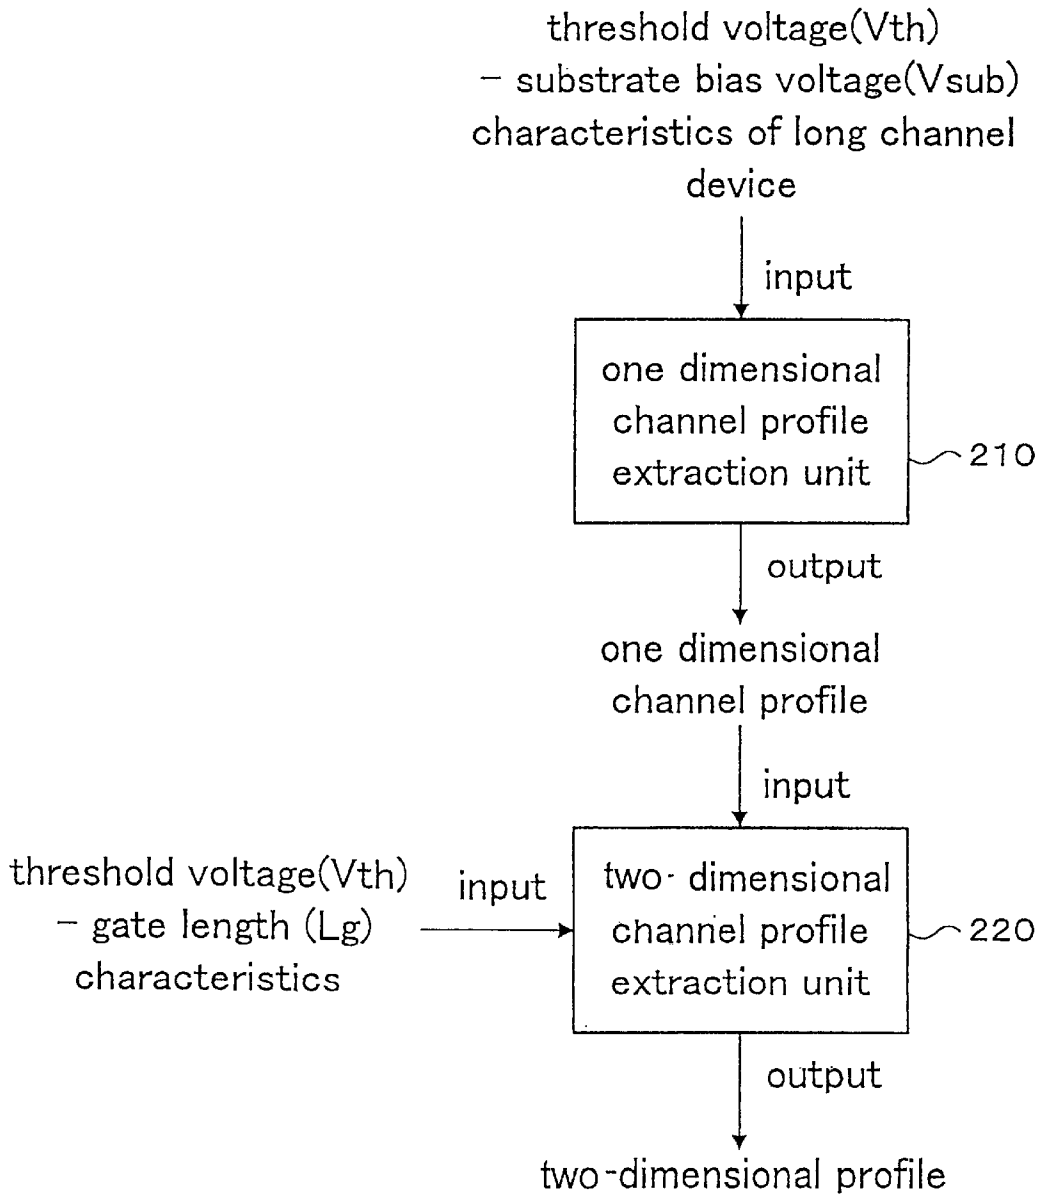 threshold voltage(Vth)
– substrate bias voltage(Vsub)
characteristics of long channel
device
input
one dimensional
channel profile
extraction unit
210
output
one dimensional
channel profile
input
threshold voltage(Vth)
– gate length (Lg)
characteristics
input
two- dimensional
channel profile
extraction unit
220
output
two-dimensional profile